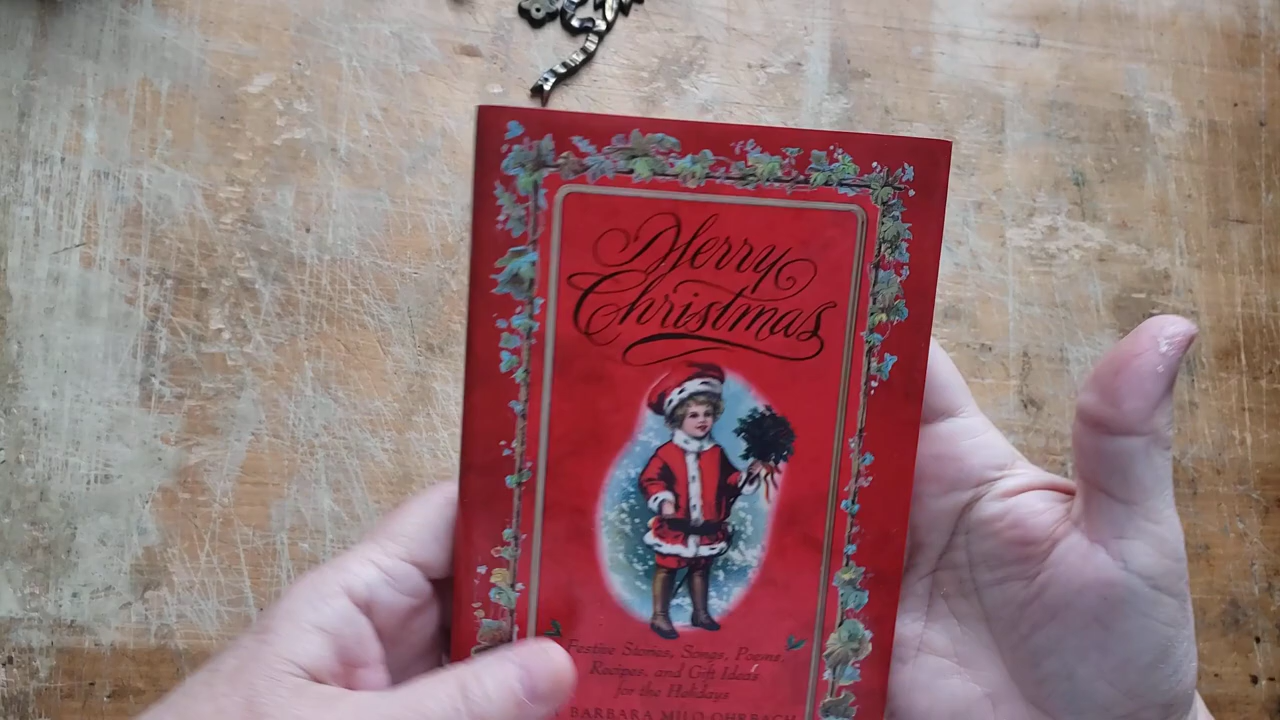 Merry
Christmas
Festive Stories, Songs, Poems,
Recipes, and Gift Ideas
for the Holidays
BARBARA MILO OHRBACH